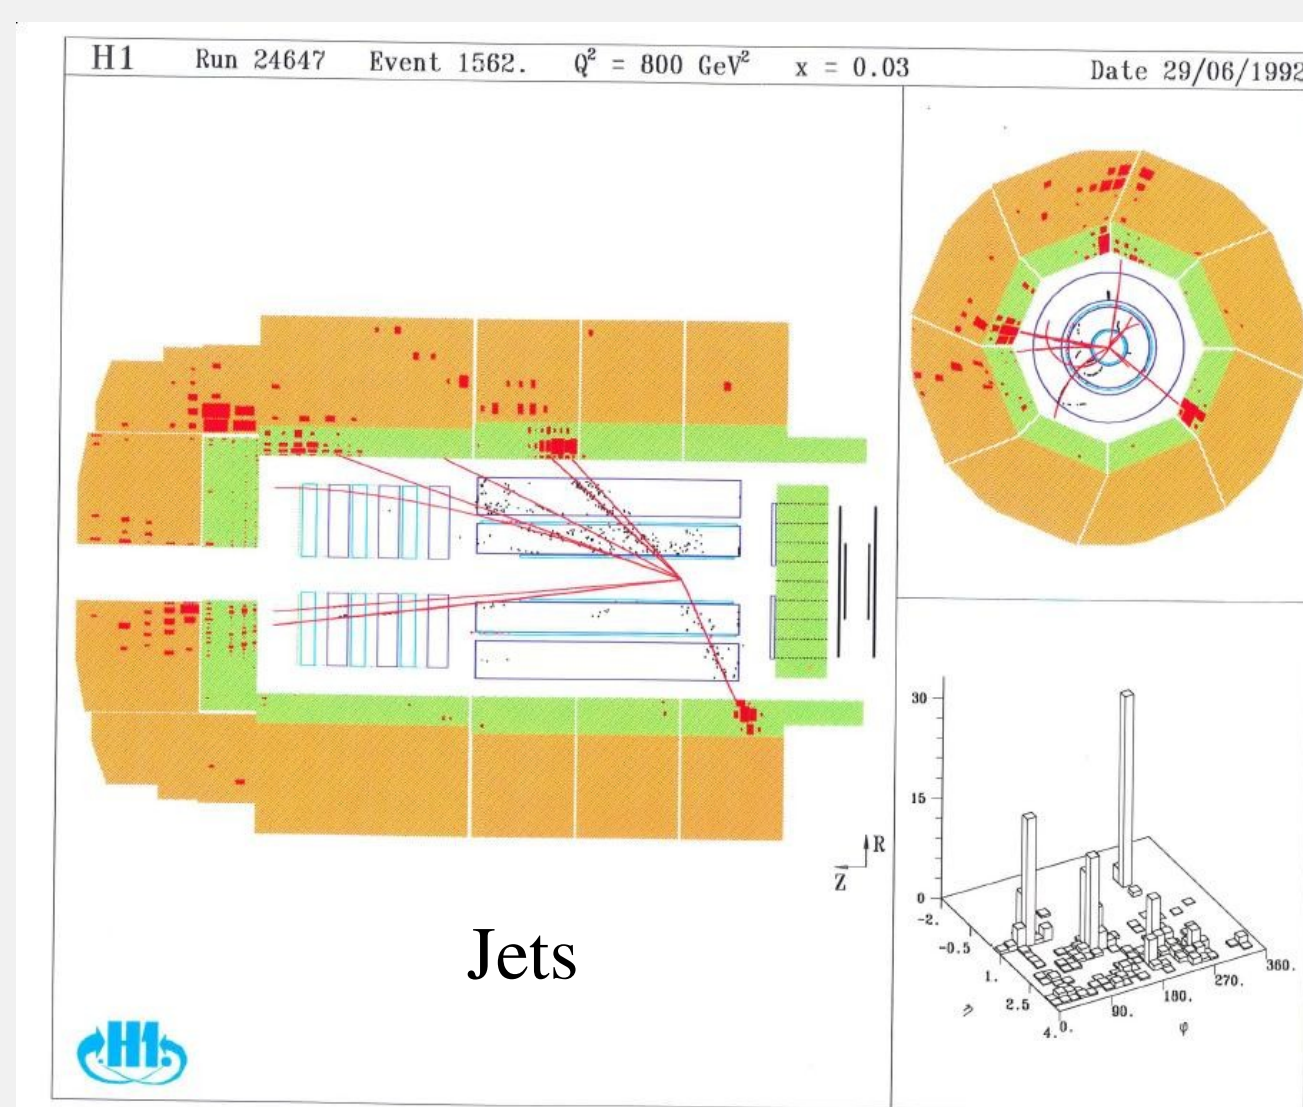 H1 Run 24647 Event 1562. Q² = 800 GeV² x = 0.03 Date 29/06/1992
R
Z
30
15
0
-2.
-0.5
1.
2.5
4.
0.
90.
180.
270.
360.
φ
Jets
H1